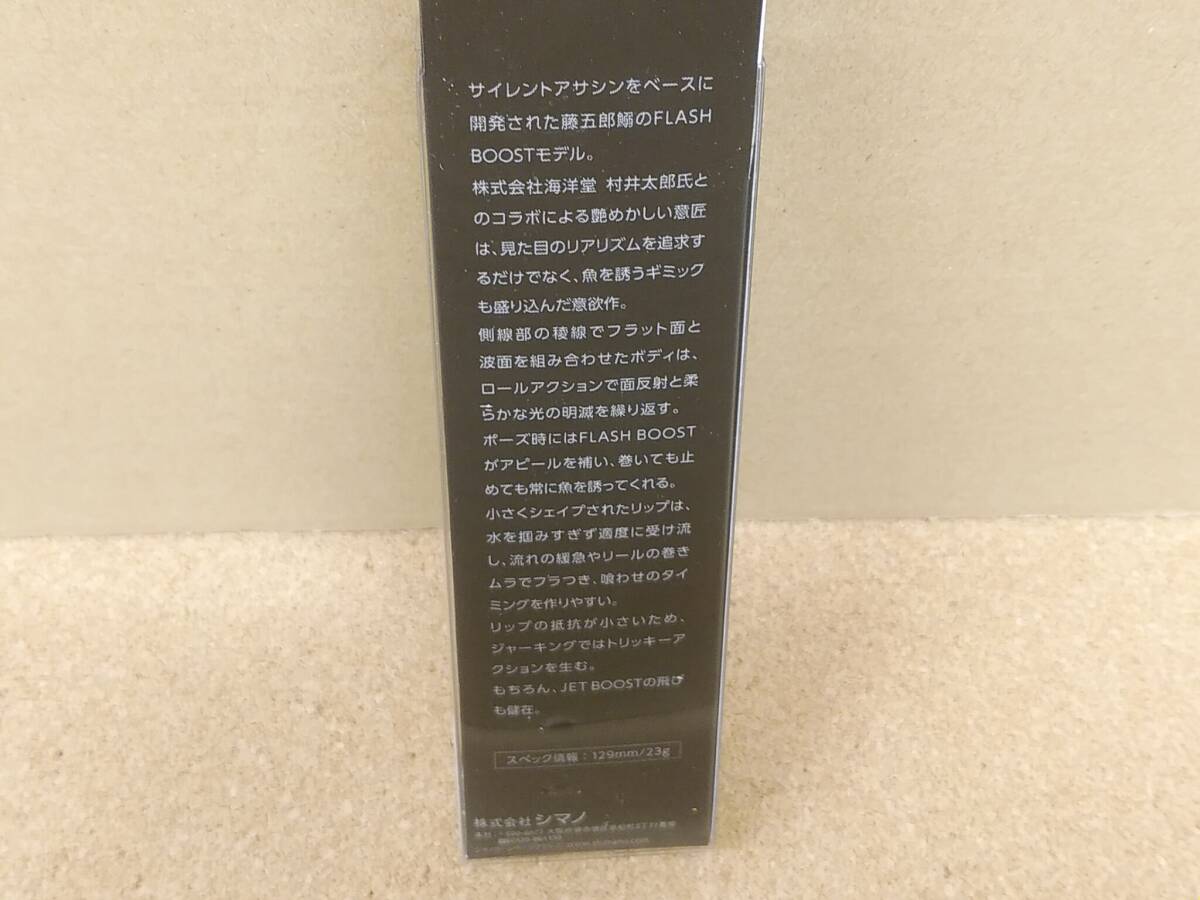 サイレントアサシンをベースに
開発された藤五郎鰯のFLASH
BOOSTモデル。
株式会社海洋堂 村井太郎氏と
のコラボによる艶めかしい意匠
は、見た目のリアリズムを追求す
るだけでなく、魚を誘うギミック
も盛り込んだ意欲作。
側線部の稜線でフラット面と
波面を組み合わせたボディは、
ロールアクションで面反射と柔
らかな光の明滅を繰り返す。
ポーズ時にはFLASH BOOST
がアピールを補い、巻いても止
めても常に魚を誘ってくれる。
小さくシェイプされたリップは、
水を掴みすぎず適度に受け流
し、流れの緩急やリールの巻き
ムラでフラつき、喰わせのタイ
ミングを作りやすい。
リップの抵抗が小さいため、
ジャーキングではトリッキーア
クションを生む。
もちろん、JET BOOSTの飛び
も健在。
スペック情報：129mm/23g
株式会社 シマノ